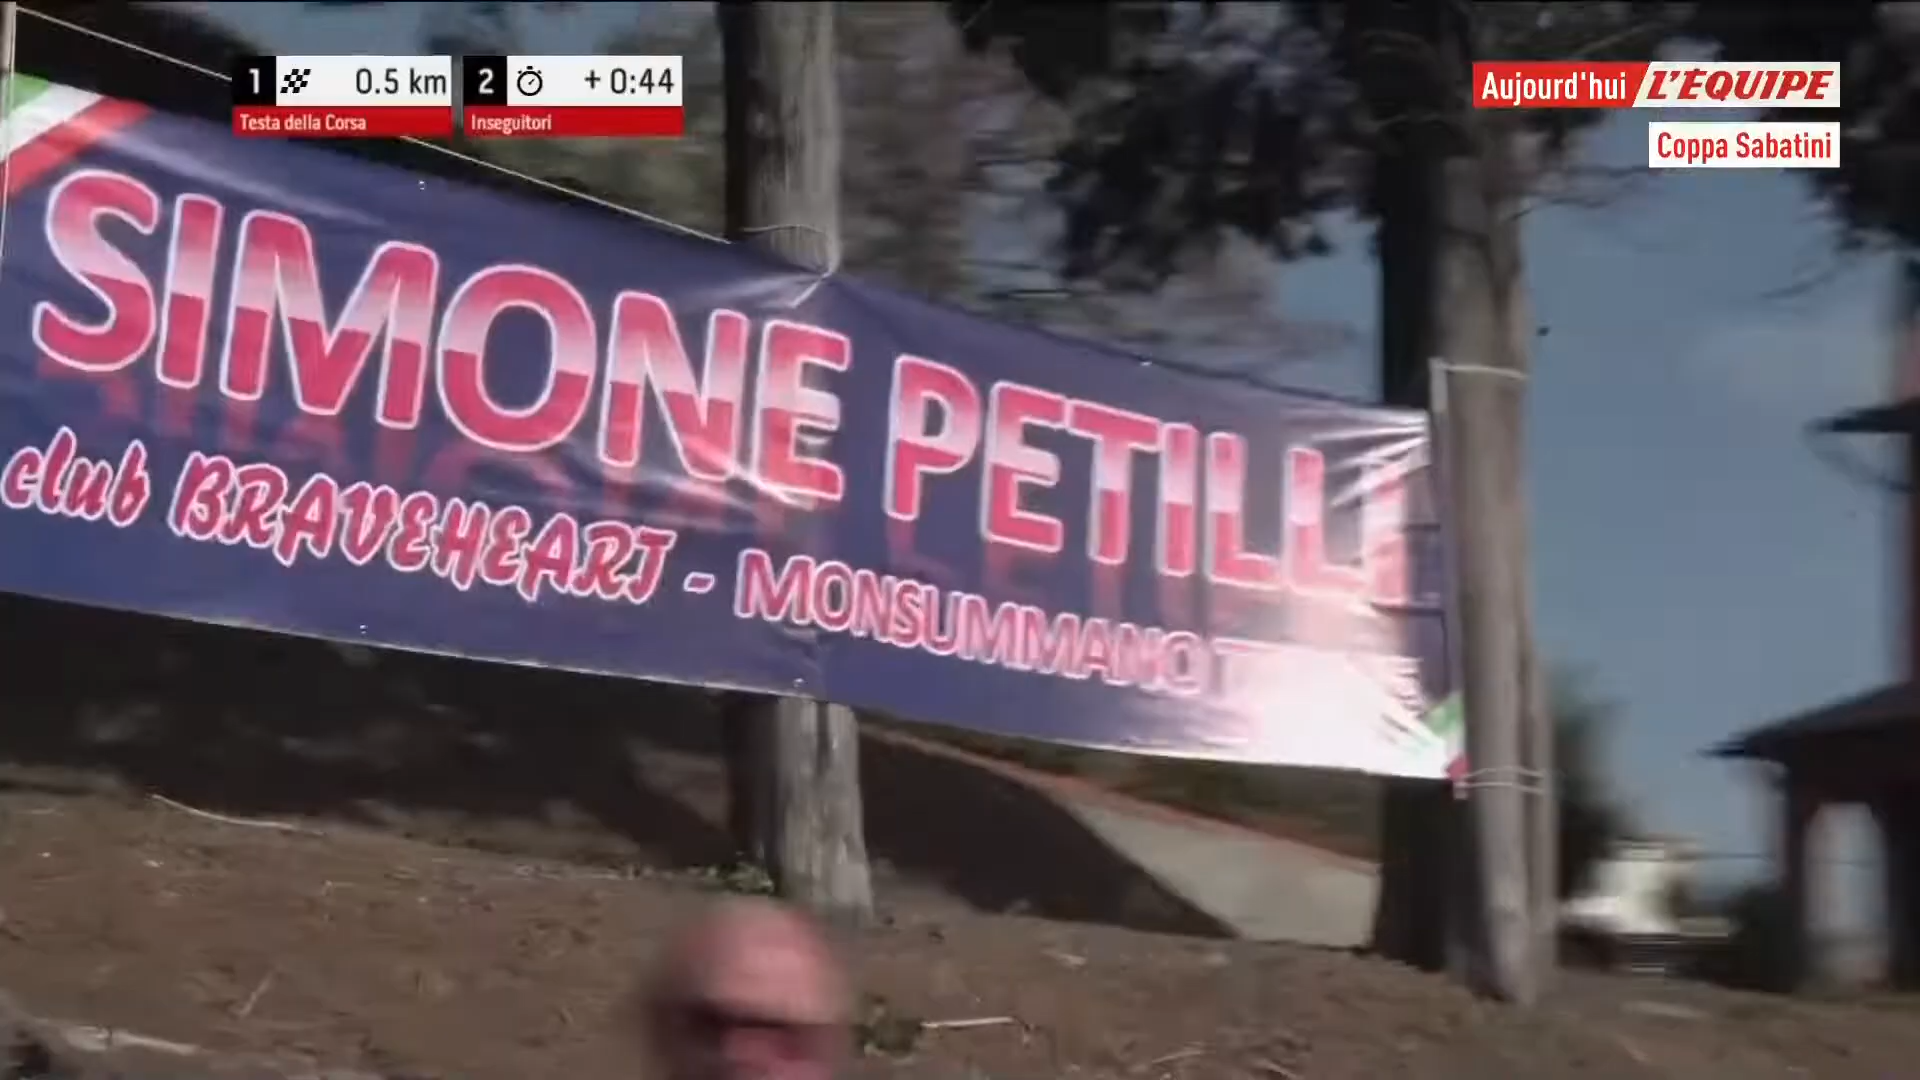 1 0.5 km 2 + 0:44
Testa della Corsa Inseguitori
Aujourd'hui L'ÉQUIPE
Coppa Sabatini
SIMONE PETILLI
club BRAVEHEART - MONSUMMANO T